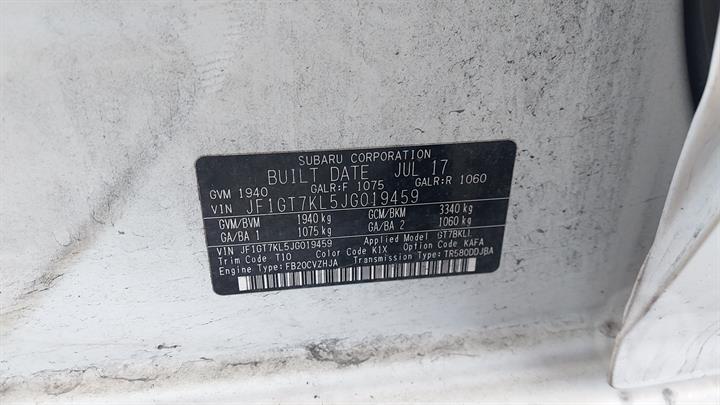 SUBARU CORPORATION
BUILT DATE JUL 17
GVM 1940 GALR:F 1075 GALR:R 1060
VIN JF1GT7KL5JG019459
GVM/BVM 1940 kg GCM/BKM 3340 kg
GA/BA 1 1075 kg GA/BA 2 1060 kg
VIN: JF1GT7KL5JG019459 Applied Model: GT7BKLL
Trim Code: T10 Color Code: K1X Option Code: KAFA
Engine Type: FB20CVZHJA Transmission Type: TR580DDJBA